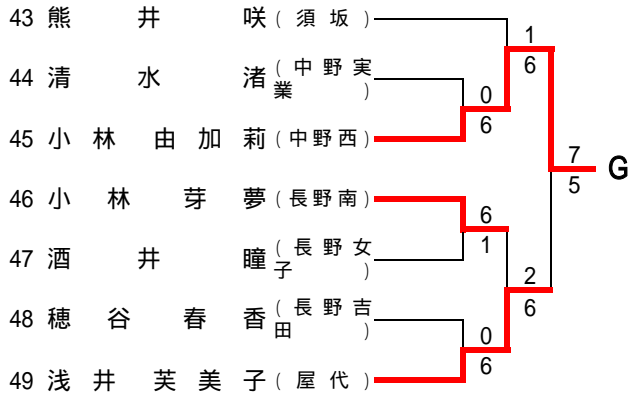 43 熊井咲 (須坂)
44 清水渚 (中野実業)
45 小林由加莉 (中野西)
46 小林芽夢 (長野南)
47 酒井瞳 (長野女子)
48 穂谷春香 (長野吉田)
49 浅井芙美子 (屋代)
1
6
0
6
7
5
G
6
1
2
6
0
6